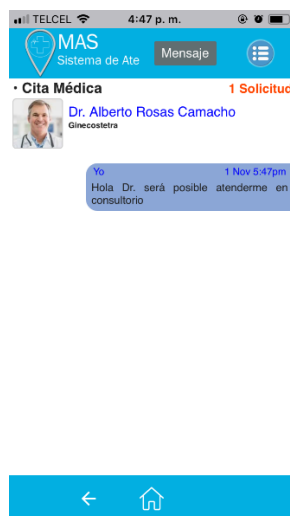 TELCEL 4:47 p. m.
MAS
Sistema de Ate
Mensaje
· Cita Médica 1 Solicitud
Dr. Alberto Rosas Camacho
Ginecostetra
Yo 1 Nov 5:47pm
Hola Dr. será posible atenderme en
consultorio